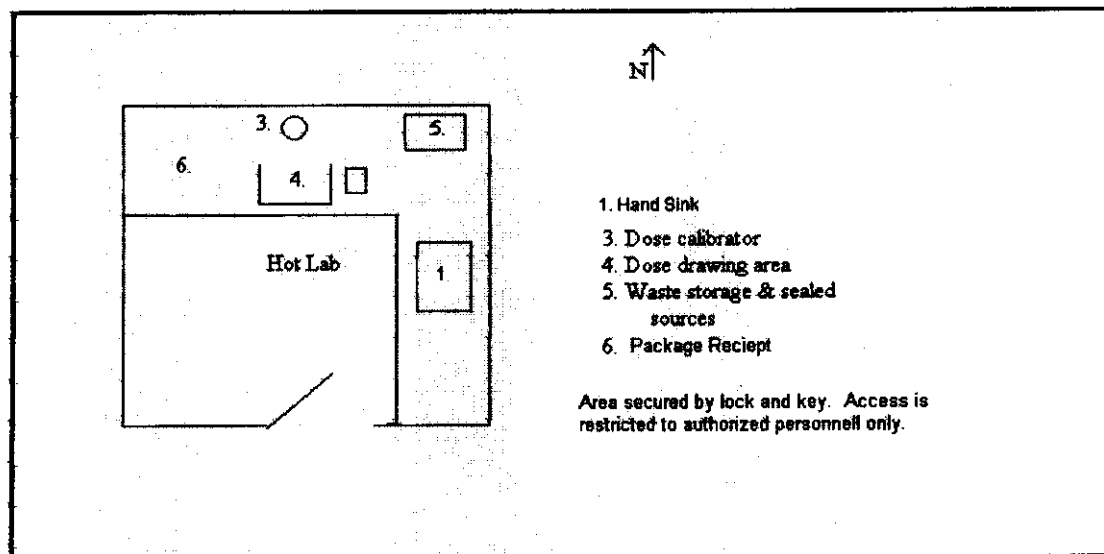 N
3.
5.
6.
4.
Hot Lab
1
1. Hand Sink
3. Dose calibrator
4. Dose drawing area
5. Waste storage & sealed
sources
6. Package Reciept
Area secured by lock and key. Access is
restricted to authorized personnell only.